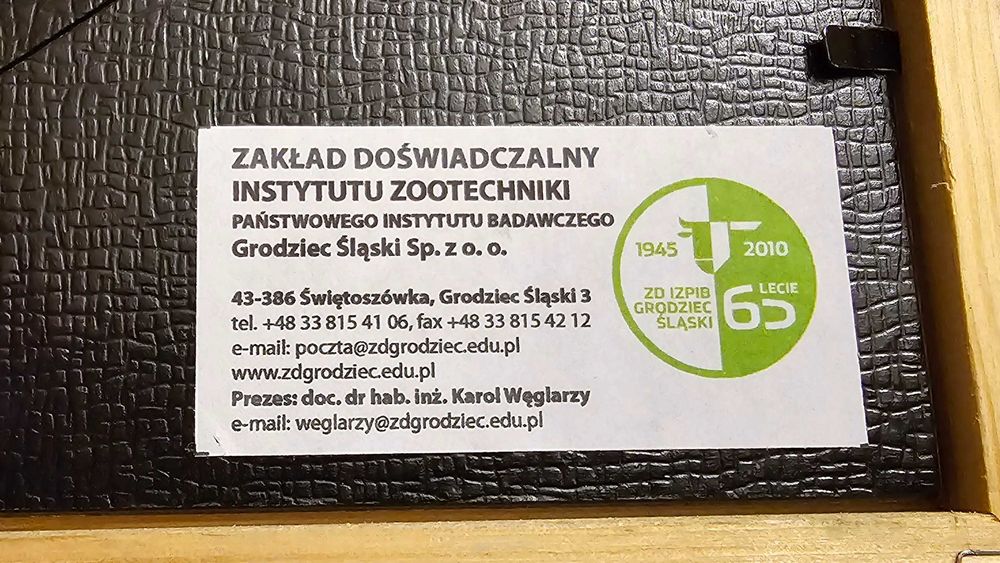 ZAKŁAD DOŚWIADCZALNY
INSTYTUTU ZOOTECHNIKI
PAŃSTWOWEGO INSTYTUTU BADAWCZEGO
Grodziec Śląski Sp. z o. o.
43-386 Świętoszówka, Grodziec Śląski 3
tel. +48 33 815 41 06, fax +48 33 815 42 12
e-mail: poczta@zdgrodziec.edu.pl
www.zdgrodziec.edu.pl
Prezes: doc. dr hab. inż. Karol Węglarzy
e-mail: weglarzy@zdgrodziec.edu.pl
1945 2010
ZD IZPIB
GRODZIEC
ŚLĄSKI
65 LECIE